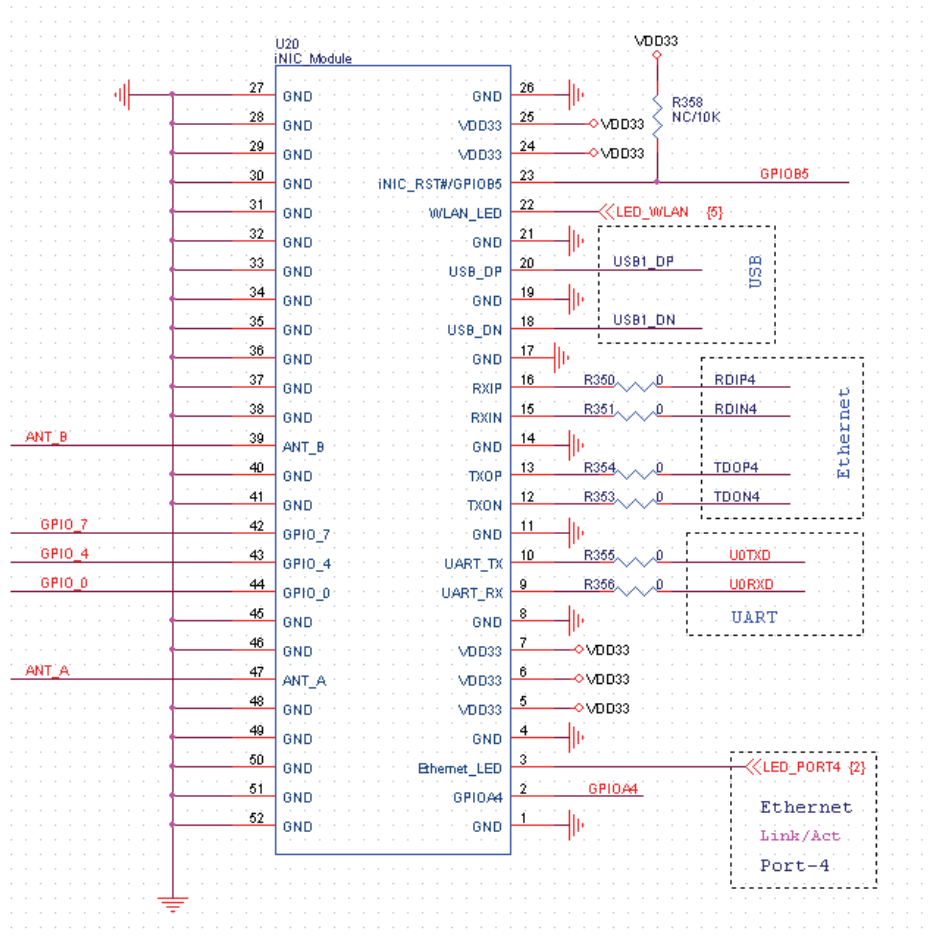 U20
iNIC_Module
VDD33
R358
NC/10K
27 GND GND 26
28 GND VDD33 25 VDD33
29 GND VDD33 24 VDD33
30 GND iNIC_RST#/GPIOB5 23 GPIOB5
31 GND WLAN_LED 22 LED_WLAN {5}
32 GND GND 21
33 GND USB_DP 20 USB1_DP
USB
34 GND GND 19
35 GND USB_DN 18 USB1_DN
36 GND GND 17
37 GND RXIP 16 R350 0 RDIP4
38 GND RXIN 15 R351 0 RDIN4
Ethernet
ANT_B 39 ANT_B GND 14
40 GND TXOP 13 R354 0 TDOP4
41 GND TXON 12 R353 0 TDON4
GPIO_7 42 GPIO_7 GND 11
GPIO_4 43 GPIO_4 UART_TX 10 R355 0 U0TXD
GPIO_0 44 GPIO_0 UART_RX 9 R356 0 U0RXD
45 GND GND 8
UART
46 GND VDD33 7 VDD33
ANT_A 47 ANT_A VDD33 6 VDD33
48 GND VDD33 5 VDD33
49 GND GND 4
50 GND Ethernet_LED 3 LED_PORT4 {2}
51 GND GPIOA4 2 GPIOA4
52 GND GND 1
Ethernet
Link/Act
Port-4